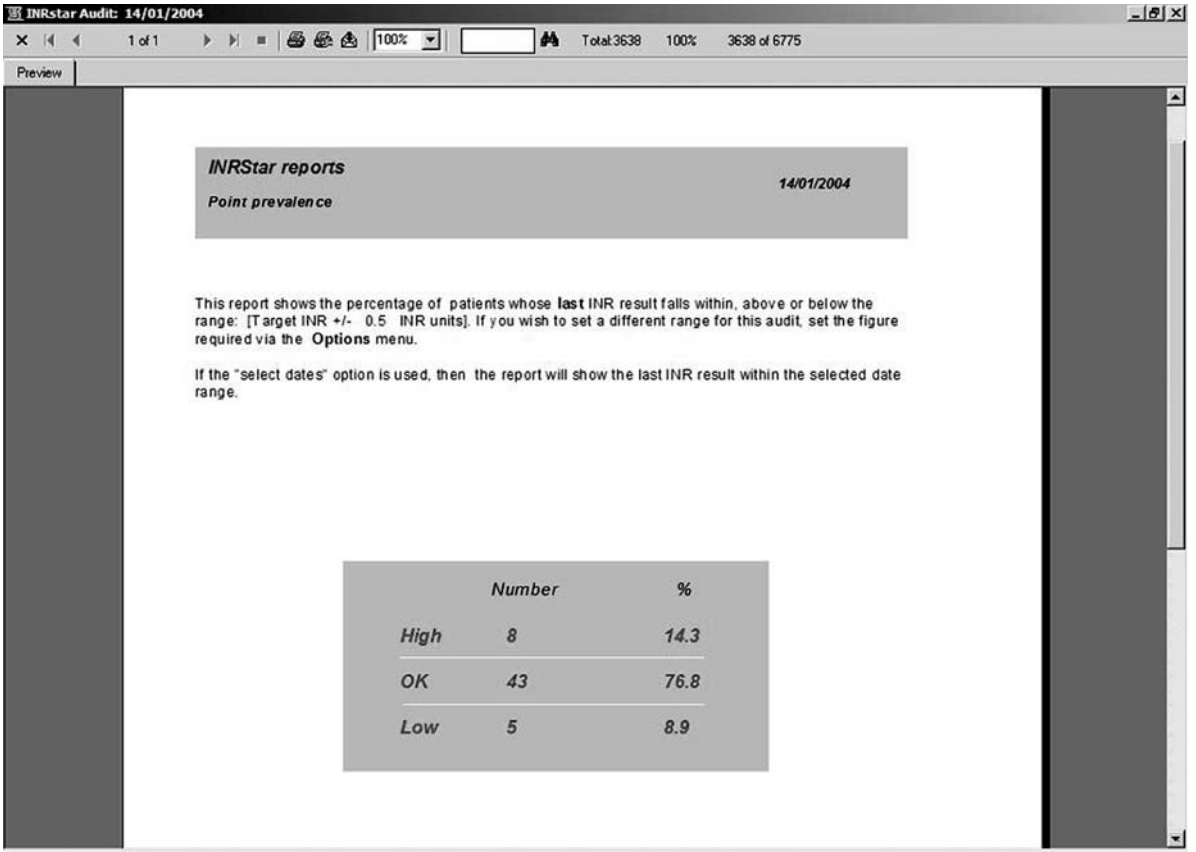 INRstar Audit: 14/01/2004
1 of 1 100% Total:3638 100% 3638 of 6775
Preview
INRStar reports
14/01/2004
Point prevalence
This report shows the percentage of patients whose last INR result falls within, above or below the
range: [Target INR +/- 0.5 INR units]. If you wish to set a different range for this audit, set the figure
required via the Options menu.
If the "select dates" option is used, then the report will show the last INR result within the selected date
range.
Number %
High 8 14.3
OK 43 76.8
Low 5 8.9